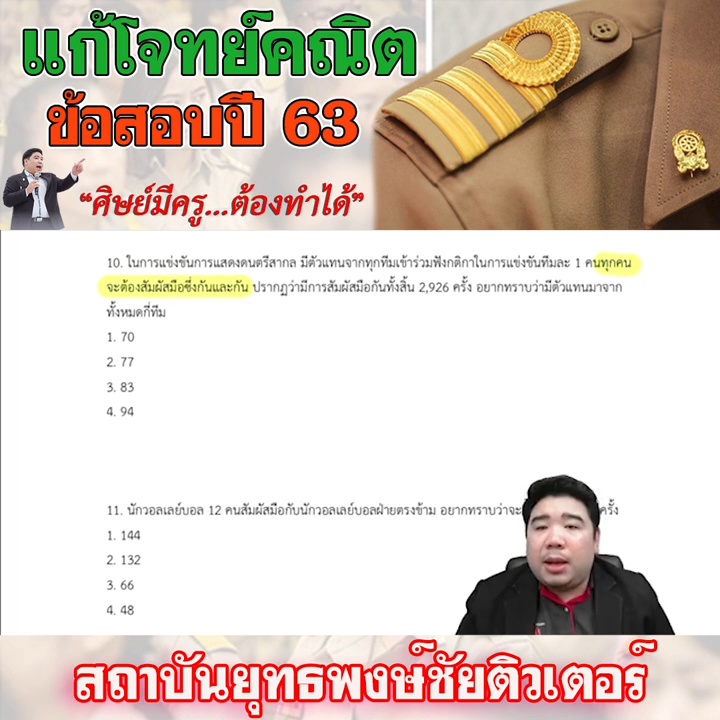 แก้โจทย์คณิต
ข้อสอบปี 63
“ศิษย์มีครู...ต้องทำได้”
10. ในการแข่งขันการแสดงดนตรีสากล มีตัวแทนจากทุกทีมเข้าร่วมฟังกติกาในการแข่งขันทีมละ 1 คนทุกคน
จะต้องสัมผัสมือซึ่งกันและกัน ปรากฏว่ามีการสัมผัสมือกันทั้งสิ้น 2,926 ครั้ง อยากทราบว่ามีตัวแทนมาจาก
ทั้งหมดกี่ทีม
1. 70
2. 77
3. 83
4. 94
11. นักวอลเลย์บอล 12 คนสัมผัสมือกับนักวอลเลย์บอลฝ่ายตรงข้าม อยากทราบว่าจะ ครั้ง
1. 144
2. 132
3. 66
4. 48
สถาบันยุทธพงษ์ชัยติวเตอร์